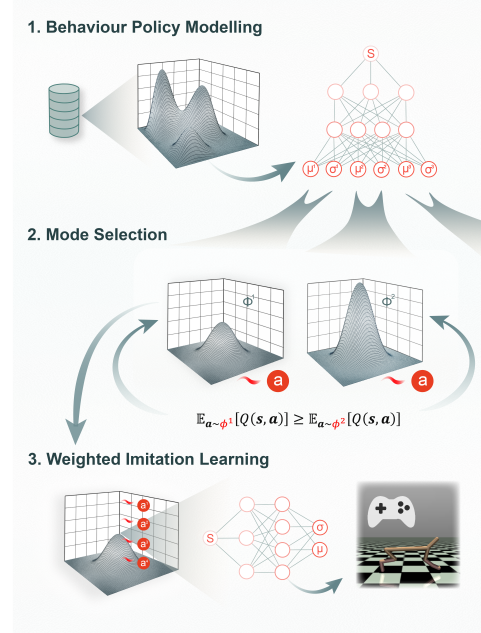 1. Behaviour Policy Modelling
S
μ¹ σ¹ μ² σ² μ³ σ³
2. Mode Selection
Φ¹ Φ²
a a
𝔼ₐ~ϕ¹[Q(s, a)] ≥ 𝔼ₐ~ϕ²[Q(s, a)]
3. Weighted Imitation Learning
S
σ
μ